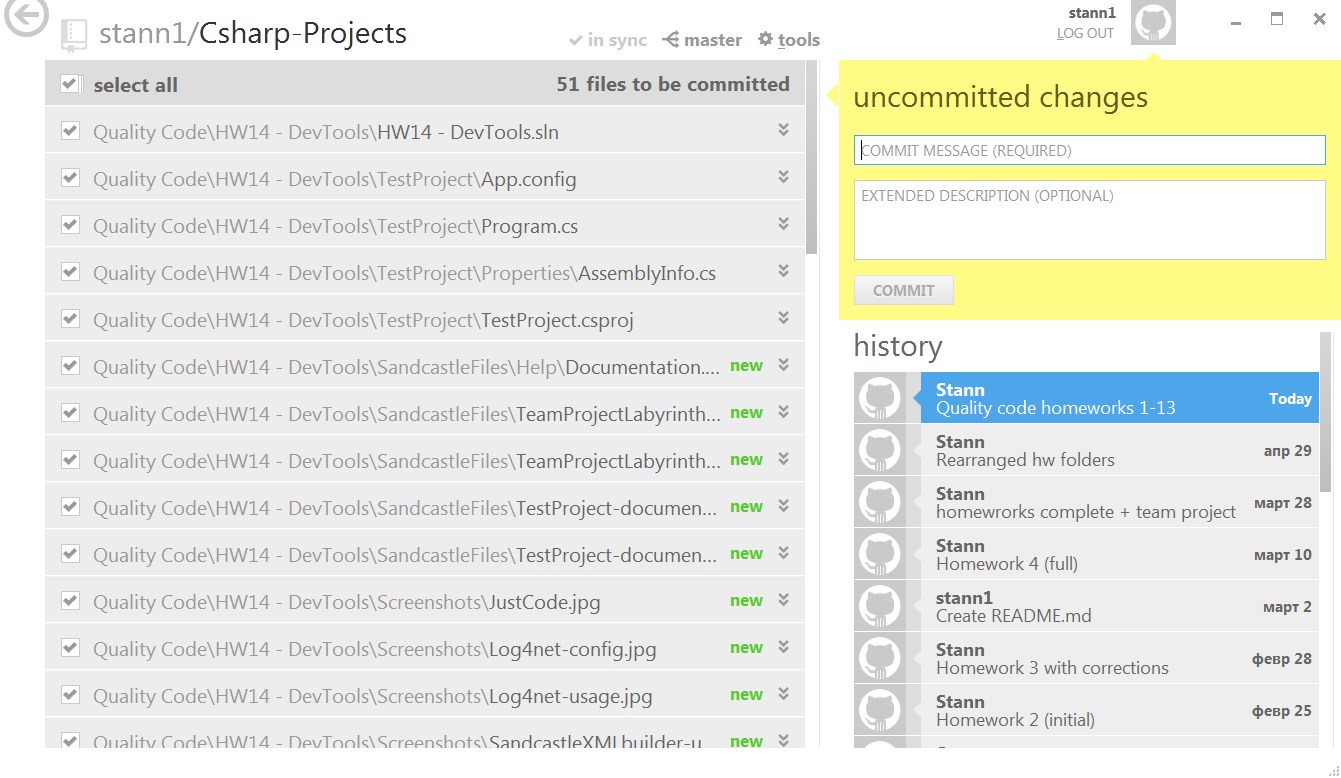 stann1/Csharp-Projects
in sync
master
tools
stann1
LOG OUT
select all
51 files to be committed
Quality Code\HW14 - DevTools\HW14 - DevTools.sln
Quality Code\HW14 - DevTools\TestProject\App.config
Quality Code\HW14 - DevTools\TestProject\Program.cs
Quality Code\HW14 - DevTools\TestProject\Properties\AssemblyInfo.cs
Quality Code\HW14 - DevTools\TestProject\TestProject.csproj
Quality Code\HW14 - DevTools\SandcastleFiles\Help\Documentation.... new
Quality Code\HW14 - DevTools\SandcastleFiles\TeamProjectLabyrinth... new
Quality Code\HW14 - DevTools\SandcastleFiles\TeamProjectLabyrinth... new
Quality Code\HW14 - DevTools\SandcastleFiles\TestProject-documen... new
Quality Code\HW14 - DevTools\SandcastleFiles\TestProject-documen... new
Quality Code\HW14 - DevTools\Screenshots\JustCode.jpg new
Quality Code\HW14 - DevTools\Screenshots\Log4net-config.jpg new
Quality Code\HW14 - DevTools\Screenshots\Log4net-usage.jpg new
Quality Code\HW14 - DevTools\Screenshots\SandcastleXMLbuilder-u new
uncommitted changes
COMMIT MESSAGE (REQUIRED)
EXTENDED DESCRIPTION (OPTIONAL)
COMMIT
history
Stann
Quality code homeworks 1-13
Today
Stann
Rearranged hw folders
апр 29
Stann
homewrorks complete + team project
март 28
Stann
Homework 4 (full)
март 10
stann1
Create README.md
март 2
Stann
Homework 3 with corrections
февр 28
Stann
Homework 2 (initial)
февр 25